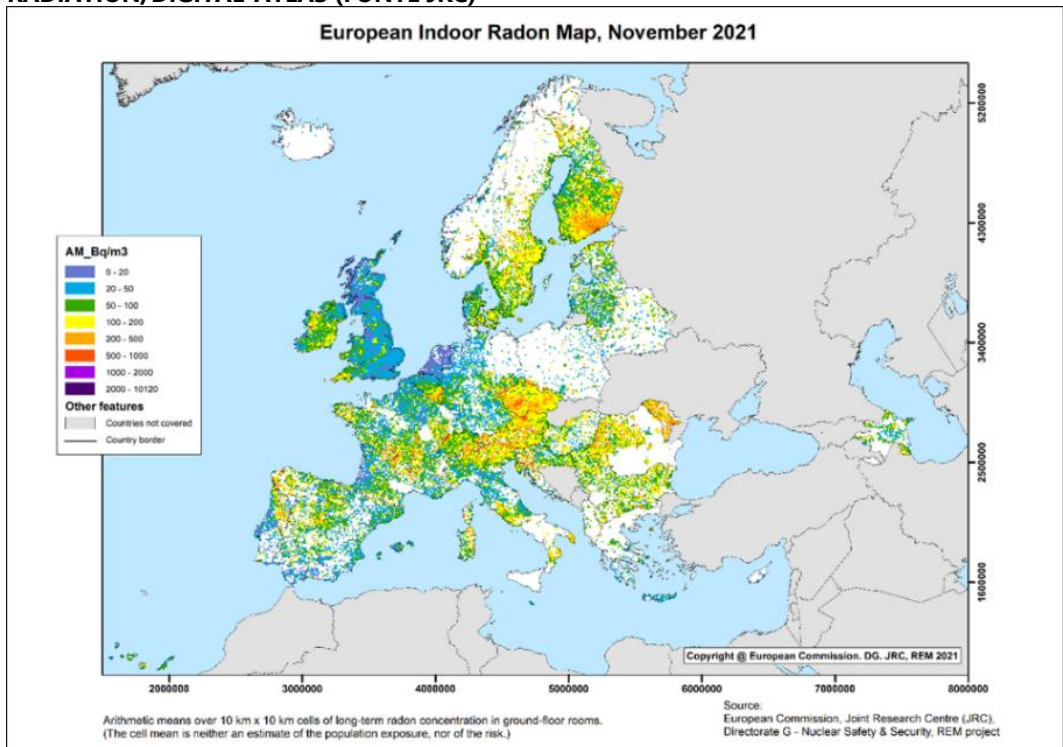 RADIATION/DIGITAL-ATLAS (FONTE JRC)
European Indoor Radon Map, November 2021
AM_Bq/m3
0 - 20
20 - 50
50 - 100
100 - 200
200 - 500
500 - 1000
1000 - 2000
2000 - 10120
Other features
Countries not covered
Country border
5200000
4300000
3400000
2500000
1600000
Copyright @ European Commission. DG. JRC, REM 2021
2000000 3000000 4000000 5000000 6000000 7000000 8000000
Arithmetic means over 10 km x 10 km cells of long-term radon concentration in ground-floor rooms.
(The cell mean is neither an estimate of the population exposure, nor of the risk.)
Source:
European Commission, Joint Research Centre (JRC),
Directorate G - Nuclear Safety & Security, REM project